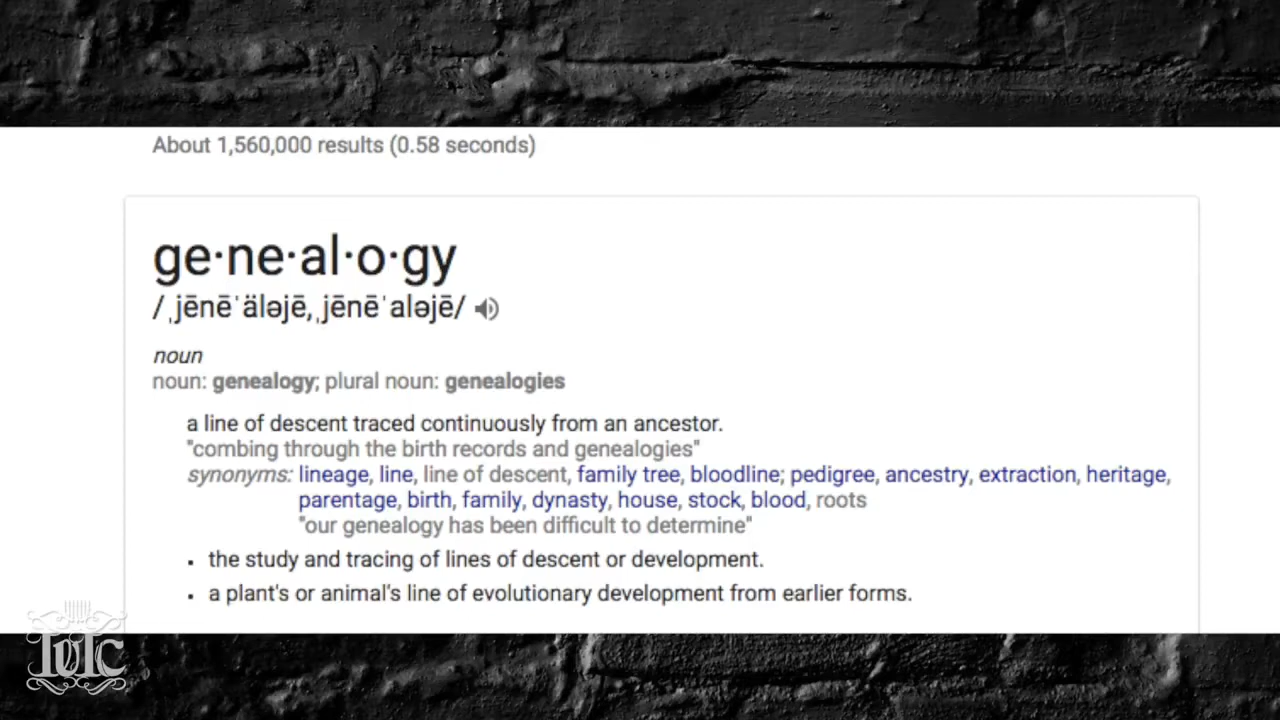 About 1,560,000 results (0.58 seconds)
ge·ne·al·o·gy
/ˌjēnēˈäləjē,ˌjēnēˈaləjē/
noun
noun: genealogy; plural noun: genealogies
a line of descent traced continuously from an ancestor.
"combing through the birth records and genealogies"
synonyms: lineage, line, line of descent, family tree, bloodline; pedigree, ancestry, extraction, heritage,
parentage, birth, family, dynasty, house, stock, blood, roots
"our genealogy has been difficult to determine"
• the study and tracing of lines of descent or development.
• a plant's or animal's line of evolutionary development from earlier forms.
IUIC